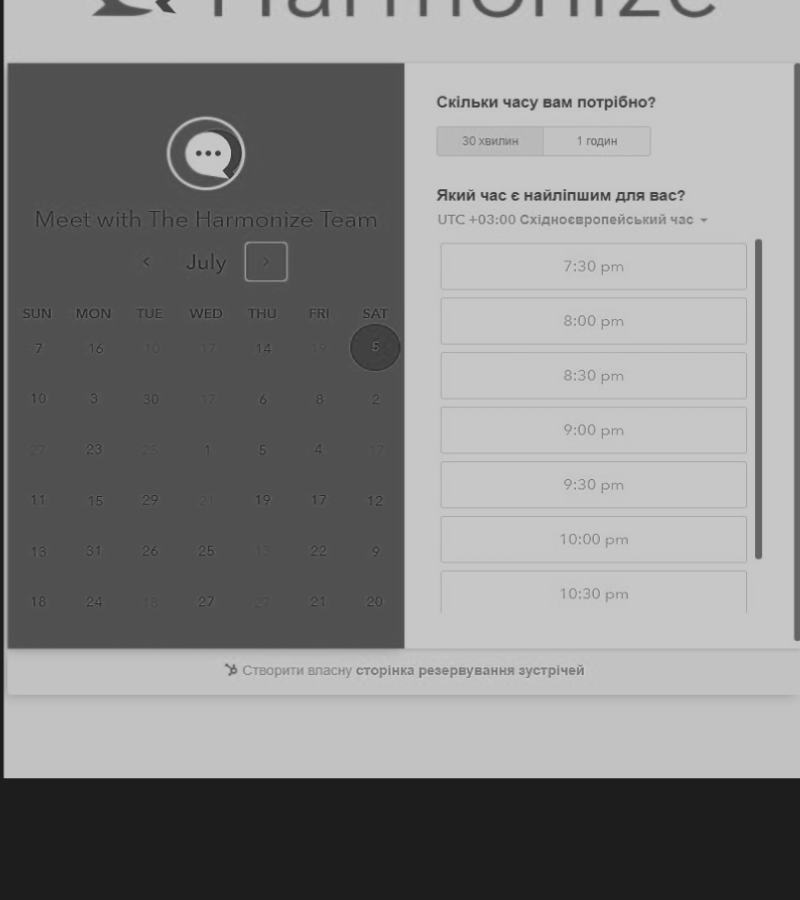 Harmonize
Meet with The Harmonize Team
July
SUN MON TUE WED THU FRI SAT
7 16 10 17 14 19 5
10 3 30 17 6 8 2
27 23 25 1 5 4 17
11 15 29 21 19 17 12
13 31 26 25 13 22 9
18 24 18 27 27 21 20
Скільки часу вам потрібно?
30 хвилин 1 годин
Який час є найліпшим для вас?
UTC +03:00 Східноєвропейський час
7:30 pm
8:00 pm
8:30 pm
9:00 pm
9:30 pm
10:00 pm
10:30 pm
Створити власну сторінка резервування зустрічей